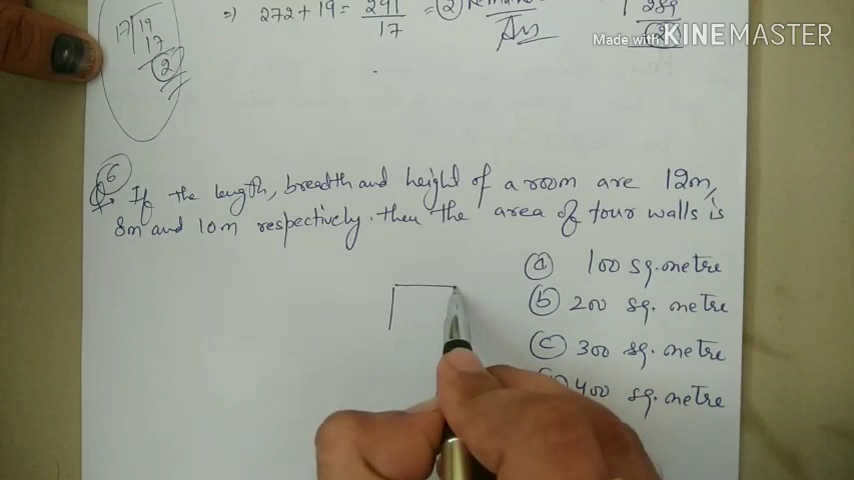 17 19
17
2
⇒) 272+19= 291/17 = 2
Ans
289
2
Made with KINEMASTER
Q6 If the length, breadth and height of a room are 12m,
8m and 10m respectively. then the area of four walls is
(a) 100 sq.metre
(b) 200 sq. metre
(c) 300 sq. metre
400 sq. metre